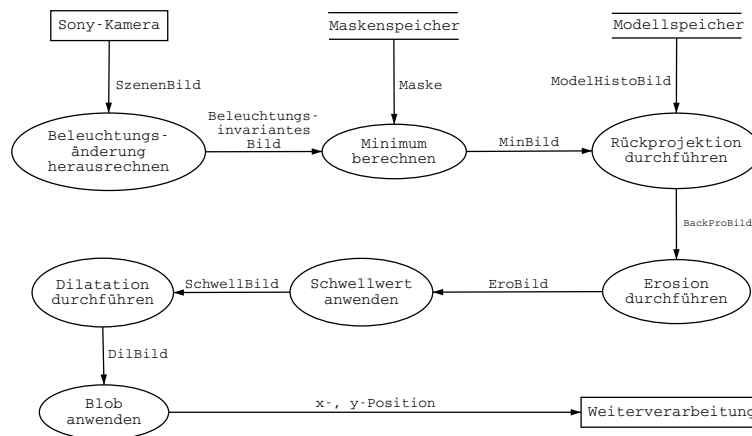 Sony-Kamera
Maskenspeicher
Modellspeicher
SzenenBild
Maske
ModelHistoBild
Beleuchtungs-
änderung
herausrechnen
Beleuchtungs-
invariantes
Bild
Minimum
berechnen
MinBild
Rückprojektion
durchführen
BackProBild
Dilatation
durchführen
SchwellBild
Schwellwert
anwenden
EroBild
Erosion
durchführen
DilBild
Blob
anwenden
x-, y-Position
Weiterverarbeitung